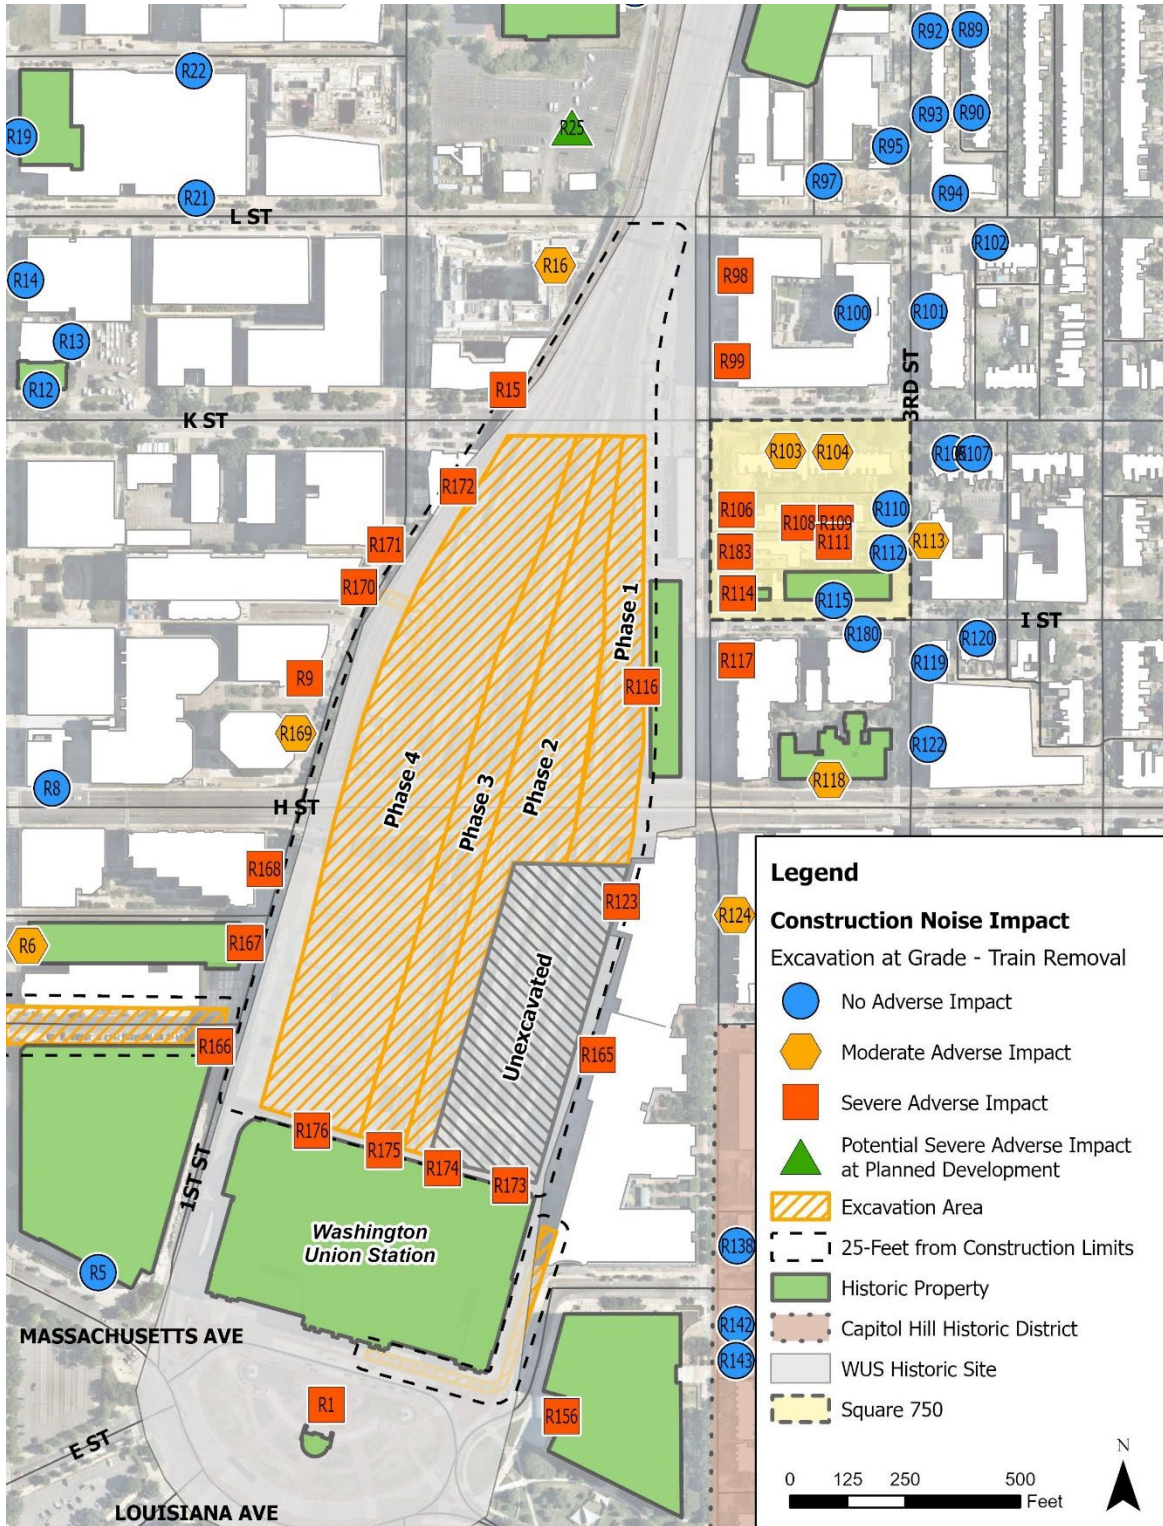 R92
R89
R22
R93
R90
R25
R19
R95
R97
R94
R21
L ST
R102
R16
R98
R14
R100
R101
R13
R99
R12
R15
3RD ST
K ST
R103
R104
R107
R172
R106
R110
R108
R109
R111
R171
R183
R112
R113
R170
R114
R115
Phase 1
I ST
R180
R120
R119
R117
R9
R116
R169
R122
Phase 2
R118
Phase 4
Phase 3
R8
H ST
R168
R123
R124
R6
R167
Unexcavated
R166
R165
R176
R175
R174
R173
1ST ST
Washington
Union Station
R138
R5
R142
MASSACHUSETTS AVE
R143
R1
R156
E ST
LOUISIANA AVE
Legend
Construction Noise Impact
Excavation at Grade - Train Removal
No Adverse Impact
Moderate Adverse Impact
Severe Adverse Impact
Potential Severe Adverse Impact
at Planned Development
Excavation Area
25-Feet from Construction Limits
Historic Property
Capitol Hill Historic District
WUS Historic Site
Square 750
N
0 125 250 500
Feet